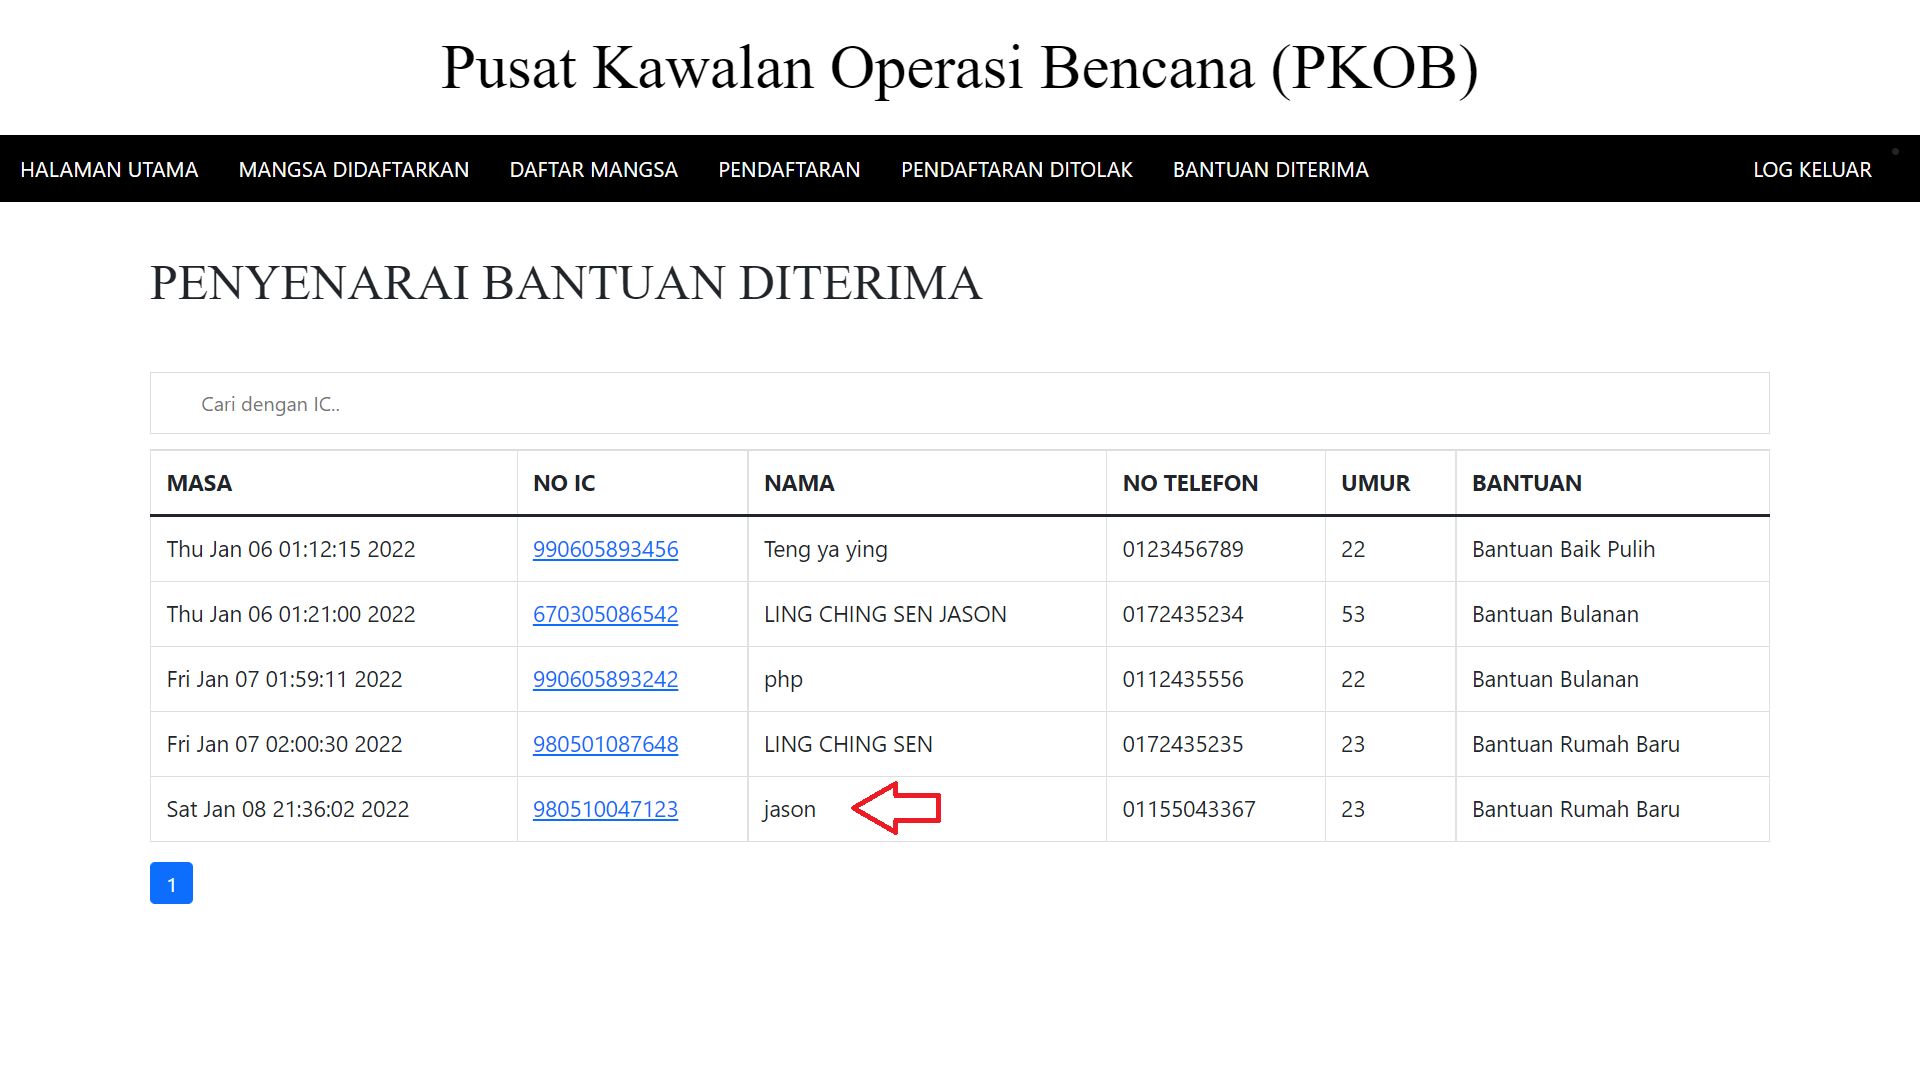 Pusat Kawalan Operasi Bencana (PKOB)
HALAMAN UTAMA MANGSA DIDAFTARKAN DAFTAR MANGSA PENDAFTARAN PENDAFTARAN DITOLAK BANTUAN DITERIMA LOG KELUAR
PENYENARAI BANTUAN DITERIMA
Cari dengan IC..
MASA NO IC NAMA NO TELEFON UMUR BANTUAN
Thu Jan 06 01:12:15 2022 990605893456 Teng ya ying 0123456789 22 Bantuan Baik Pulih
Thu Jan 06 01:21:00 2022 670305086542 LING CHING SEN JASON 0172435234 53 Bantuan Bulanan
Fri Jan 07 01:59:11 2022 990605893242 php 0112435556 22 Bantuan Bulanan
Fri Jan 07 02:00:30 2022 980501087648 LING CHING SEN 0172435235 23 Bantuan Rumah Baru
Sat Jan 08 21:36:02 2022 980510047123 jason 01155043367 23 Bantuan Rumah Baru
1